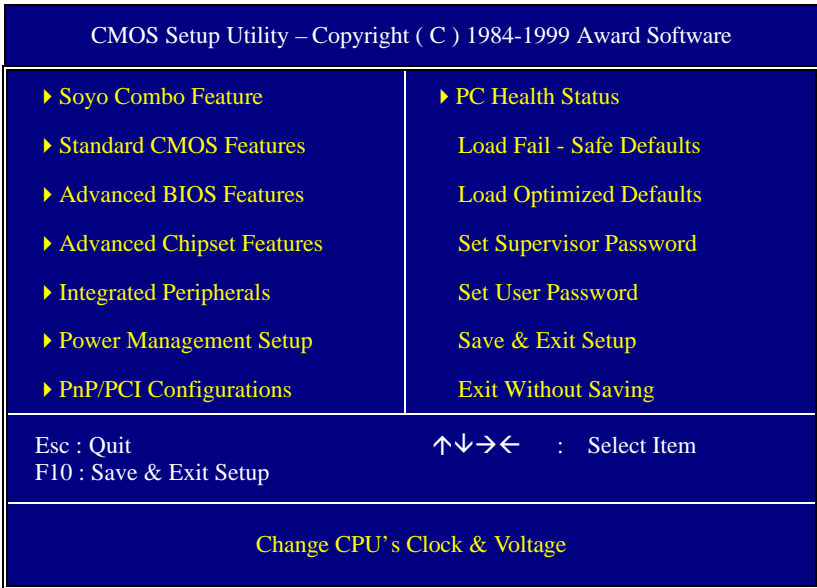 CMOS Setup Utility – Copyright ( C ) 1984-1999 Award Software
Soyo Combo Feature
Standard CMOS Features
Advanced BIOS Features
Advanced Chipset Features
Integrated Peripherals
Power Management Setup
PnP/PCI Configurations
PC Health Status
Load Fail - Safe Defaults
Load Optimized Defaults
Set Supervisor Password
Set User Password
Save & Exit Setup
Exit Without Saving
Esc : Quit
F10 : Save & Exit Setup
↑↓→← : Select Item
Change CPU's Clock & Voltage